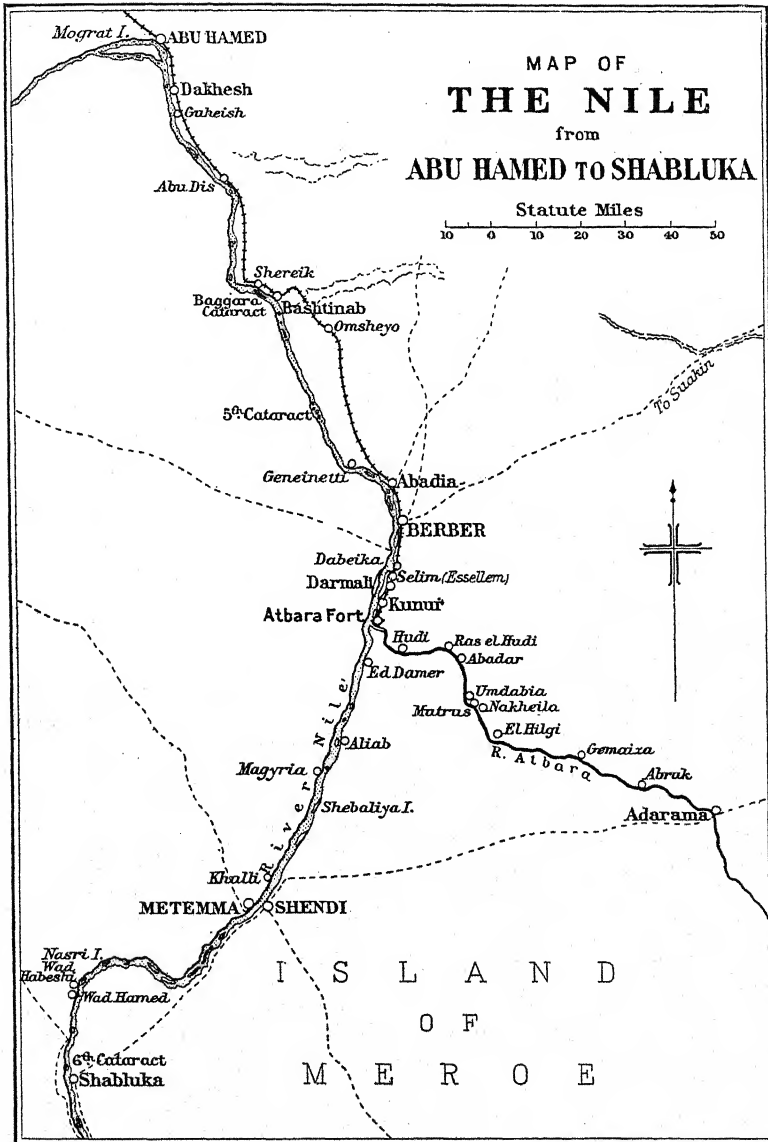 MAP OF
THE NILE
from
ABU HAMED TO SHABLUKA
Statute Miles
10 0 10 20 30 40 50
Mograt I.
ABU HAMED
Dakhesh
Guheish
Abu Dis
Shereik
Baggara
Cataract
Bashtinab
Omsheyo
To Suakin
5th. Cataract
Geneinetti
Abadia
BERBER
Dabeika
Selim (Essellem)
Darmali
Kunur
Atbara Fort
Hudi
Ras el Hudi
Abadar
Ed Damer
Umdabia
Matrus
Nakheila
El Hilgi
Aliab
Gemaixa
R. Atbara
Magyria
Abruk
River Nile
Shebaliya I.
Adarama
Khalli
METEMMA
SHENDI
Nasri I.
Wad
Habeshi
Wad Hamed
ISLAND
OF
MEROE
6th. Cataract
Shabluka